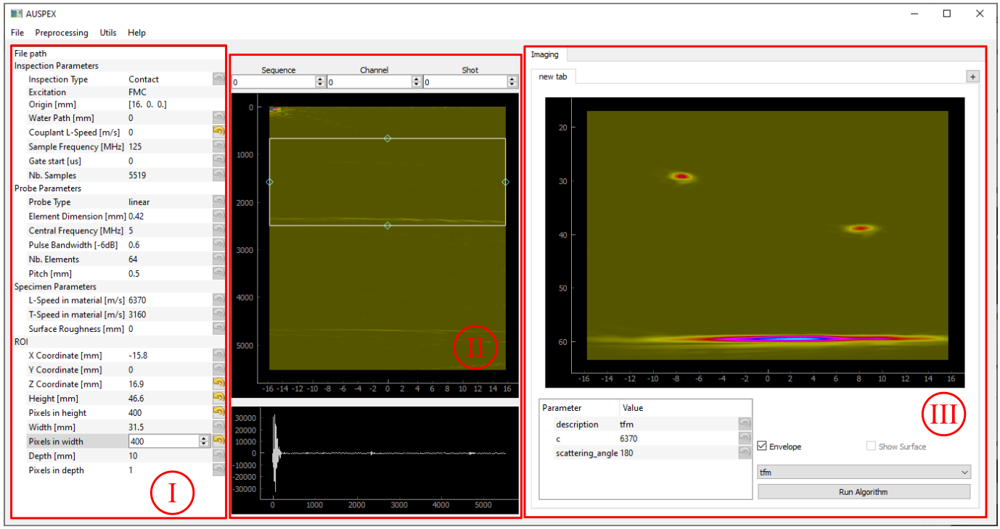 AUSPEX
File Preprocessing Utils Help
File path
Inspection Parameters
Inspection Type Contact
Excitation FMC
Origin [mm] [16. 0. 0.]
Water Path [mm] 0
Couplant L-Speed [m/s] 0
Sample Frequency [MHz] 125
Gate start [us] 0
Nb. Samples 5519
Probe Parameters
Probe Type linear
Element Dimension [mm] 0.42
Central Frequency [MHz] 5
Pulse Bandwidth [-6dB] 0.6
Nb. Elements 64
Pitch [mm] 0.5
Specimen Parameters
L-Speed in material [m/s] 6370
T-Speed in material [m/s] 3160
Surface Roughness [mm] 0
ROI
X Coordinate [mm] -15.8
Y Coordinate [mm] 0
Z Coordinate [mm] 16.9
Height [mm] 46.6
Pixels in height 400
Width [mm] 31.5
Pixels in width 400
Depth [mm] 10
Pixels in depth 1
I
Sequence Channel Shot
0 0 0
0
1000
2000
3000
4000
5000
-16 -14 -12 -10 -8 -6 -4 -2 0 2 4 6 8 10 12 14 16
II
30000
20000
10000
0
-10000
-20000
-30000
0 1000 2000 3000 4000 5000
Imaging
new tab +
20
30
40
50
60
-16 -14 -12 -10 -8 -6 -4 -2 0 2 4 6 8 10 12 14 16
Parameter Value
description tfm
c 6370
scattering_angle 180
III
Envelope Show Surface
tfm
Run Algorithm